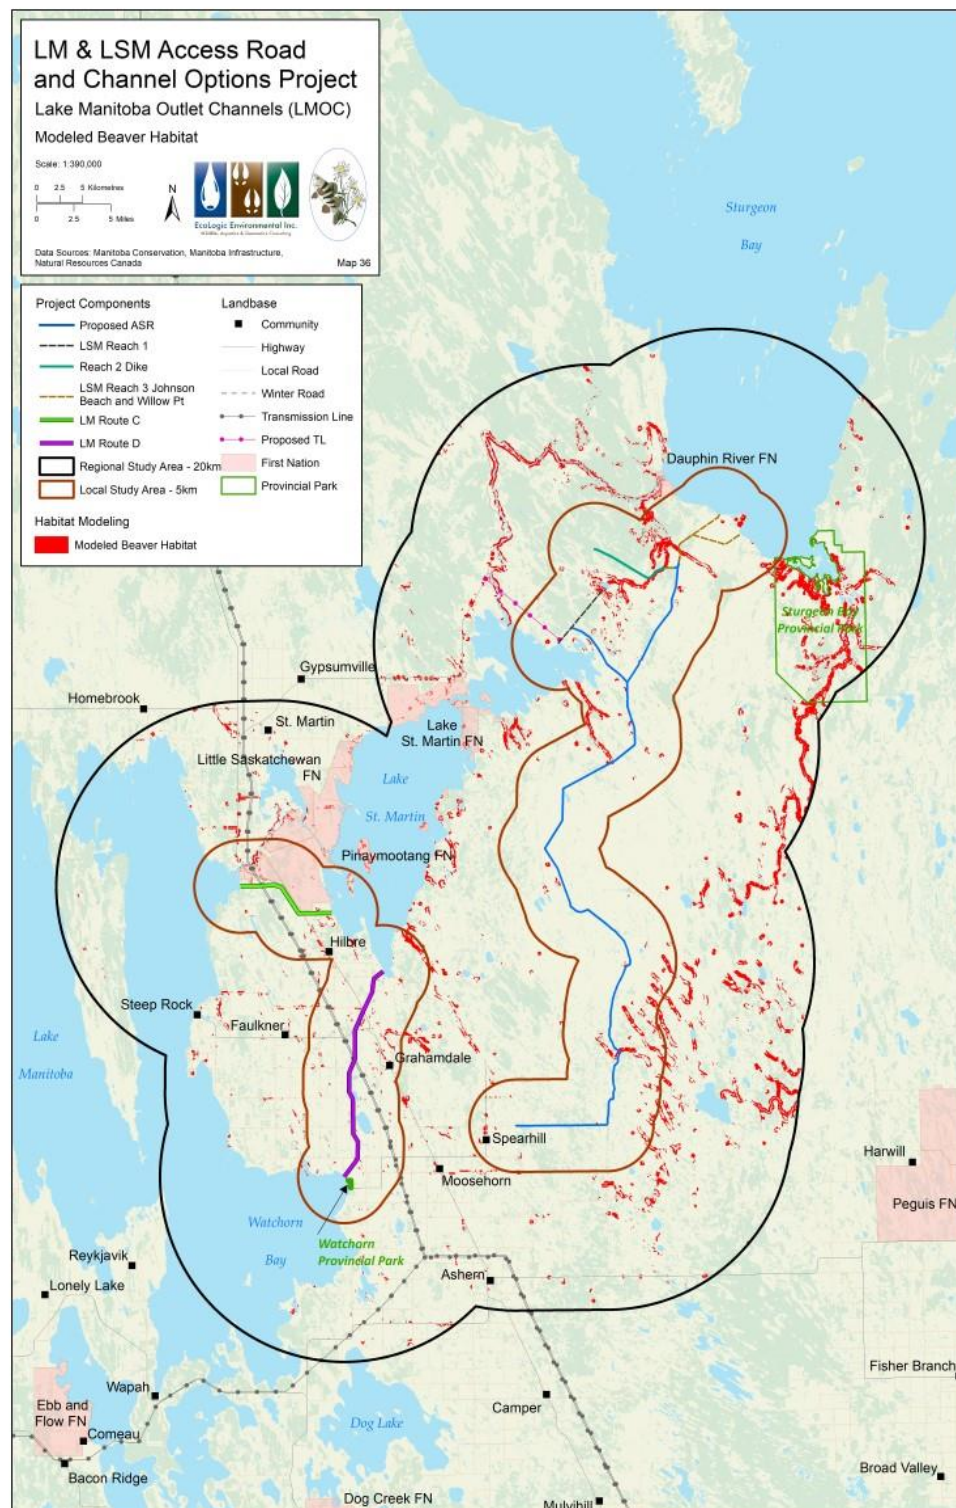 LM & LSM Access Road
and Channel Options Project
Lake Manitoba Outlet Channels (LMOC)
Modeled Beaver Habitat
Scale: 1:390,000
0 2.5 5 Kilometres
0 2.5 5 Miles
N
EcoLogic Environmental Inc.
Data Sources: Manitoba Conservation, Manitoba Infrastructure,
Natural Resources Canada
Map 36
Project Components
Proposed ASR
LSM Reach 1
Reach 2 Dike
LSM Reach 3 Johnson
Beach and Willow Pt
LM Route C
LM Route D
Regional Study Area - 20km
Local Study Area - 5km
Habitat Modeling
Modeled Beaver Habitat
Landbase
Community
Highway
Local Road
Winter Road
Transmission Line
Proposed TL
First Nation
Provincial Park
Sturgeon
Bay
Dauphin River FN
Sturgeon Bay
Provincial Park
Gypsumville
Homebrook
St. Martin
Lake
St. Martin FN
Little Saskatchewan
FN
Lake
St. Martin
Pinaymootang FN
Hilbre
Steep Rock
Faulkner
Lake
Manitoba
Grahamdale
Spearhill
Moosehorn
Harwill
Peguis FN
Watchorn
Bay
Watchorn
Provincial Park
Reykjavik
Lonely Lake
Ashern
Fisher Branch
Wapah
Ebb and
Flow FN
Comeau
Camper
Dog Lake
Bacon Ridge
Broad Valley
Dog Creek FN
Mulvihill